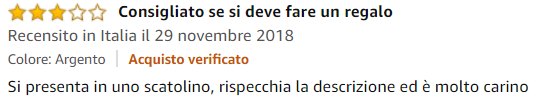 Consigliato se si deve fare un regalo
Recensito in Italia il 29 novembre 2018
Colore: Argento | Acquisto verificato
Si presenta in uno scatolino, rispecchia la descrizione ed è molto carino